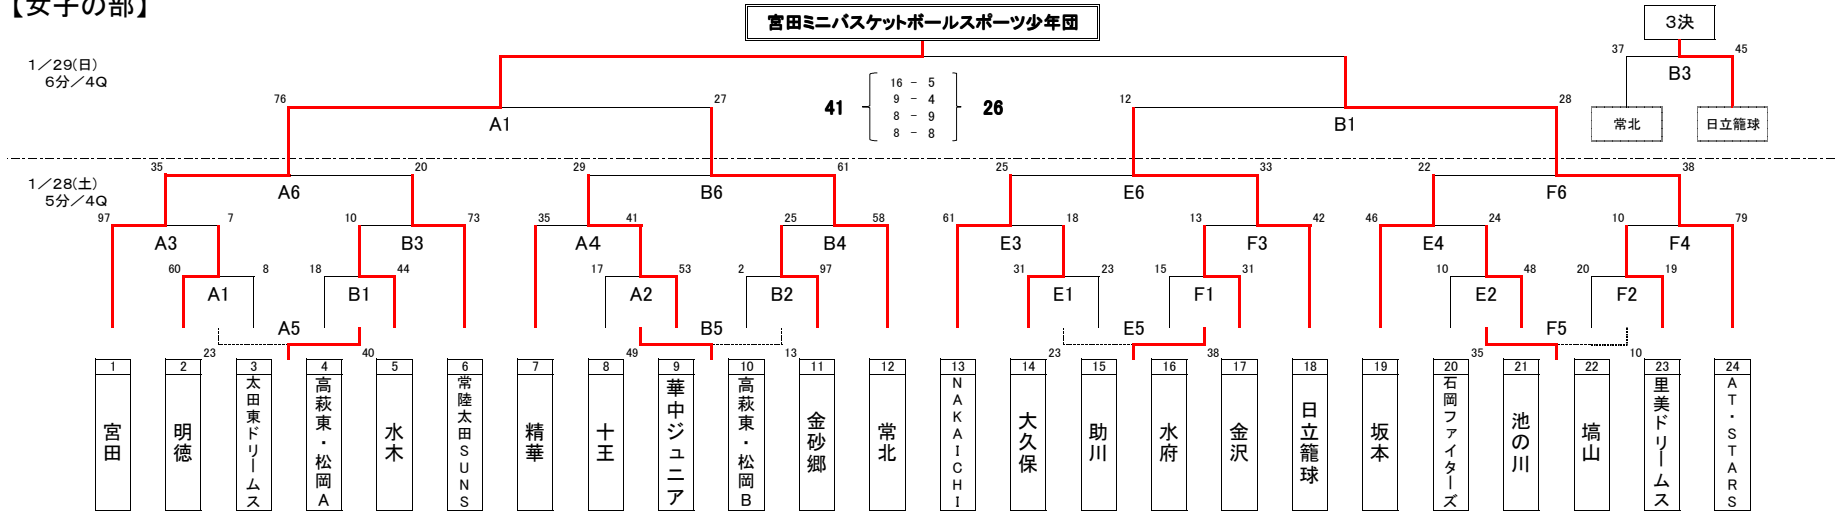 【女子の部】
宮田ミニバスケットボールスポーツ少年団
3決
1/29(日)
6分/4Q
37 45
B3
常北 日立籠球
76 27 12 28
A1 B1
41 26
16 - 5
9 - 4
8 - 9
8 - 8
1/28(土)
5分/4Q
35 20 29 61 25 33 22 38
A6 B6 E6 F6
97 7 10 73 35 41 25 58 61 18 13 42 46 24 10 79
A3 B3 A4 B4 E3 F3 E4 F4
60 8 18 44 17 53 2 97 31 23 15 31 10 48 20 19
A1 B1 A2 B2 E1 F1 E2 F2
A5 B5 E5 F5
23 40 49 13 23 38 35 10
1 2 3 4 5 6 7 8 9 10 11 12 13 14 15 16 17 18 19 20 21 22 23 24
宮田
明徳
太田東ドリームス
高萩東・松岡A
水木
常陸太田SUNS
精華
十王
華中ジュニア
高萩東・松岡B
金砂郷
常北
NAKAICHI
大久保
助川
水府
金沢
日立籠球
坂本
石岡ファイターズ
池の川
塙山
里美ドリームス
AT・STARS